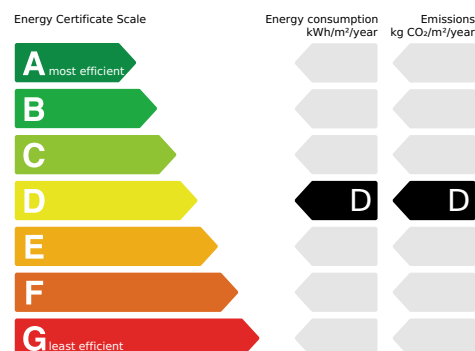 Energy Certificate Scale
Energy consumption
kWh/m²/year
Emissions
kg CO₂/m²/year
A most efficient
B
C
D D D
E
F
G least efficient